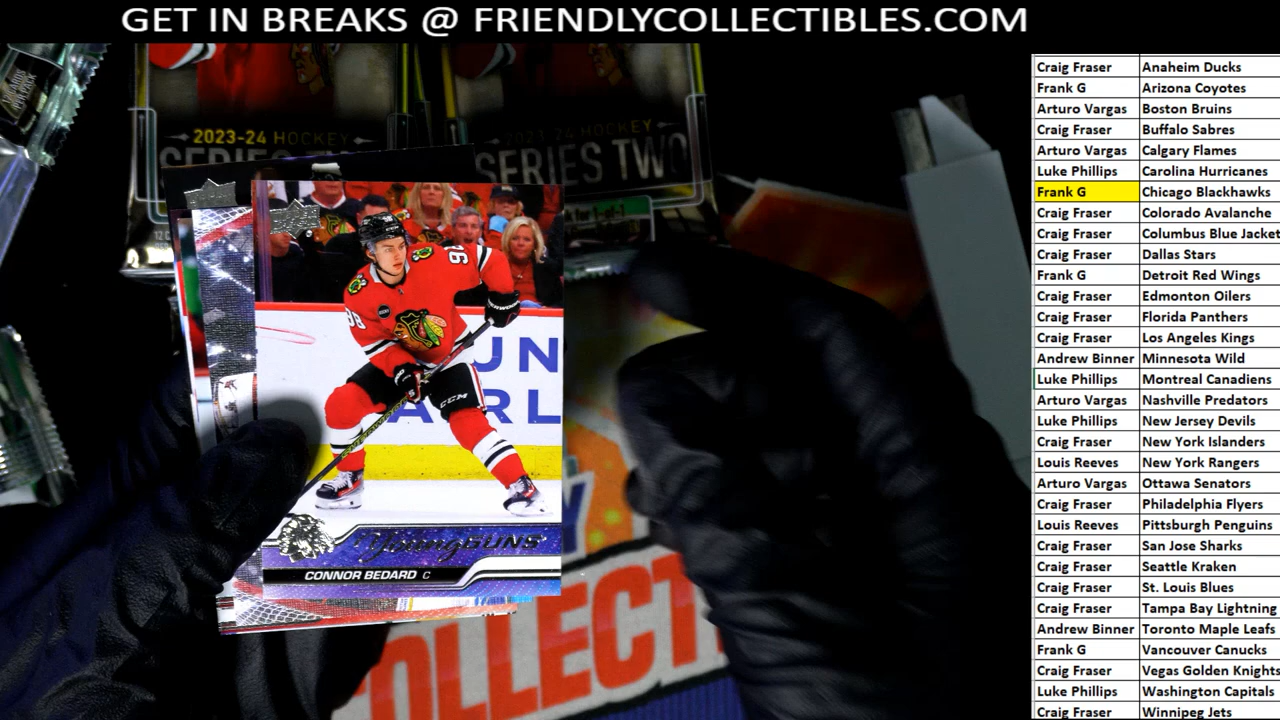 GET IN BREAKS @ FRIENDLYCOLLECTIBLES.COM
2023-24 HOCKEY
SERIES TWO
2023-24 HOCKEY
SERIES TWO
98
98
UN
ARL
CCM
Young GUNS
CONNOR BEDARD C
OLLECTI
Craig Fraser Anaheim Ducks
Frank G Arizona Coyotes
Arturo Vargas Boston Bruins
Craig Fraser Buffalo Sabres
Arturo Vargas Calgary Flames
Luke Phillips Carolina Hurricanes
Frank G Chicago Blackhawks
Craig Fraser Colorado Avalanche
Craig Fraser Columbus Blue Jacket
Craig Fraser Dallas Stars
Frank G Detroit Red Wings
Craig Fraser Edmonton Oilers
Craig Fraser Florida Panthers
Craig Fraser Los Angeles Kings
Andrew Binner Minnesota Wild
Luke Phillips Montreal Canadiens
Arturo Vargas Nashville Predators
Luke Phillips New Jersey Devils
Craig Fraser New York Islanders
Louis Reeves New York Rangers
Arturo Vargas Ottawa Senators
Craig Fraser Philadelphia Flyers
Louis Reeves Pittsburgh Penguins
Craig Fraser San Jose Sharks
Craig Fraser Seattle Kraken
Craig Fraser St. Louis Blues
Craig Fraser Tampa Bay Lightning
Andrew Binner Toronto Maple Leafs
Frank G Vancouver Canucks
Craig Fraser Vegas Golden Knights
Luke Phillips Washington Capitals
Craig Fraser Winnipeg Jets